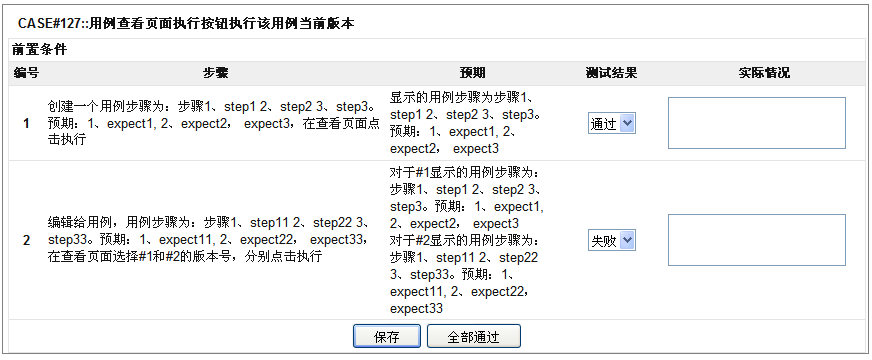 CASE#127::用例查看页面执行按钮执行该用例当前版本
前置条件
编号 步骤 预期 测试结果 实际情况
1
创建一个用例步骤为：步骤1、step1 2、step2 3、step3。
预期：1、expect1, 2、expect2， expect3，在查看页面点
击执行
显示的用例步骤为步骤1、
step1 2、step2 3、step3。
预期：1、expect1, 2、
expect2， expect3
通过
2
编辑给用例，用例步骤为：步骤1、step11 2、step22 3、
step33。预期：1、expect11, 2、expect22， expect33，
在查看页面选择#1和#2的版本号，分别点击执行
对于#1显示的用例步骤为：
步骤1、step1 2、step2 3、
step3。预期：1、expect1,
2、expect2， expect3
对于#2显示的用例步骤为：
步骤1、step11 2、step22
3、step33。预期：1、
expect11, 2、expect22，
expect33
失败
保存 全部通过